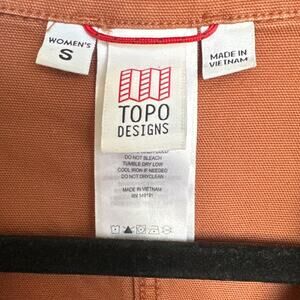 WOMEN'S
S
MADE IN
VIETNAM
TOPO
DESIGNS
DO NOT BLEACH
TUMBLE DRY LOW
COOL IRON IF NEEDED
DO NOT DRYCLEAN
MADE IN VIETNAM